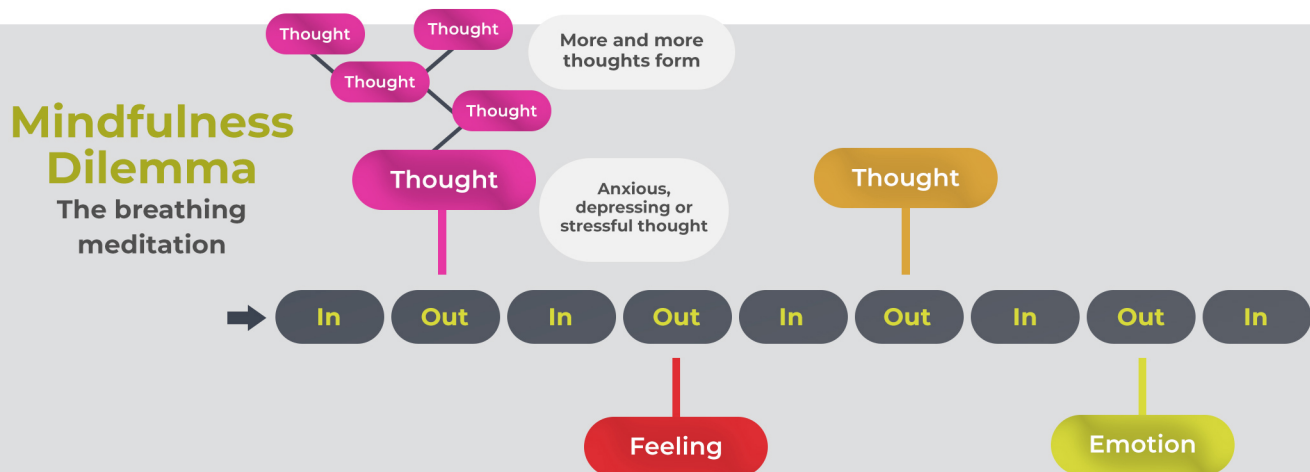 Thought
Thought
More and more
thoughts form
Thought
Thought
Mindfulness
Dilemma
The breathing
meditation
Thought
Anxious,
depressing or
stressful thought
Thought
In Out In Out In Out In Out In
Feeling
Emotion